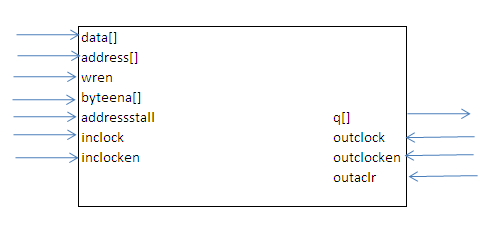 data[]
address[]
wren
byteena[]
addressstall
inclock
inclocken
q[]
outclock
outclocken
outaclr